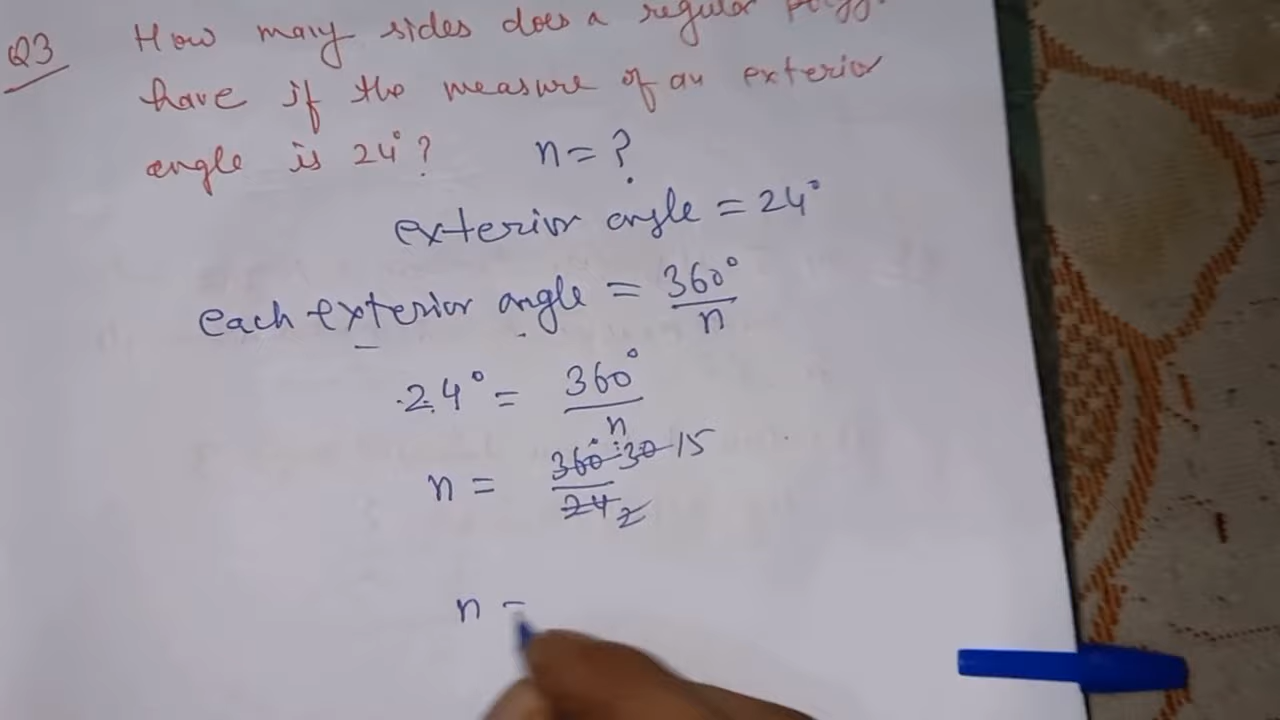 Q3 How many sides does a regular
have if the measure of an exterior
angle is 24°? n = ?
exterior angle = 24°
each exterior angle = 360°/n
24° = 360°/n
n = 360° 30 15 / 24 2
n =